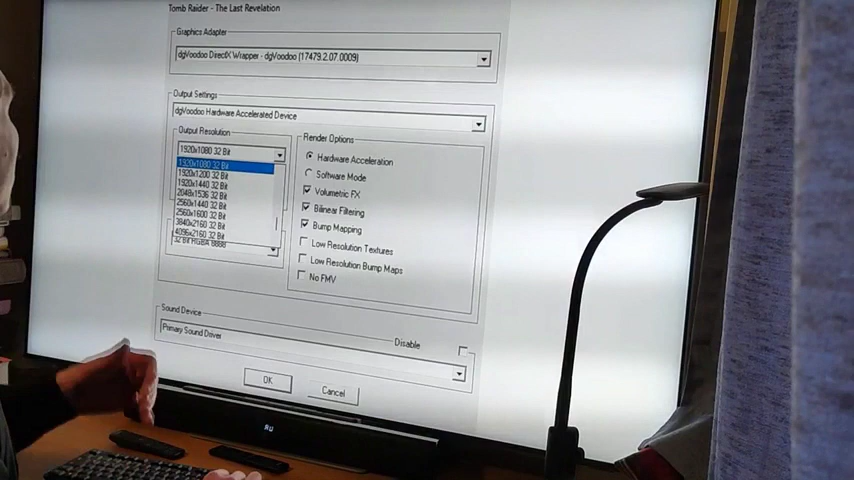 Tomb Raider - The Last Revelation
Graphics Adapter
dgVoodoo DirectX Wrapper - dgVoodoo (17479.2.07.0009)
Output Settings
dgVoodoo Hardware Accelerated Device
Output Resolution
1920x1080 32 Bit
1920x1080 32 Bit
1920x1200 32 Bit
1920x1440 32 Bit
2048x1536 32 Bit
2560x1440 32 Bit
2560x1600 32 Bit
3840x2160 32 Bit
4096x2160 32 Bit
32 Bit RGBA 8888
Render Options
Hardware Acceleration
Software Mode
Volumetric FX
Bilinear Filtering
Bump Mapping
Low Resolution Textures
Low Resolution Bump Maps
No FMV
Sound Device
Primary Sound Driver
Disable
OK
Cancel